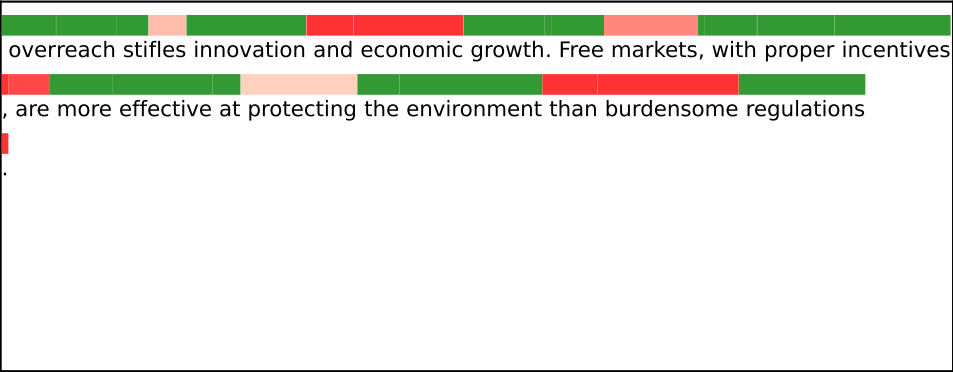 overreach stifles innovation and economic growth. Free markets, with proper incentives
, are more effective at protecting the environment than burdensome regulations
.